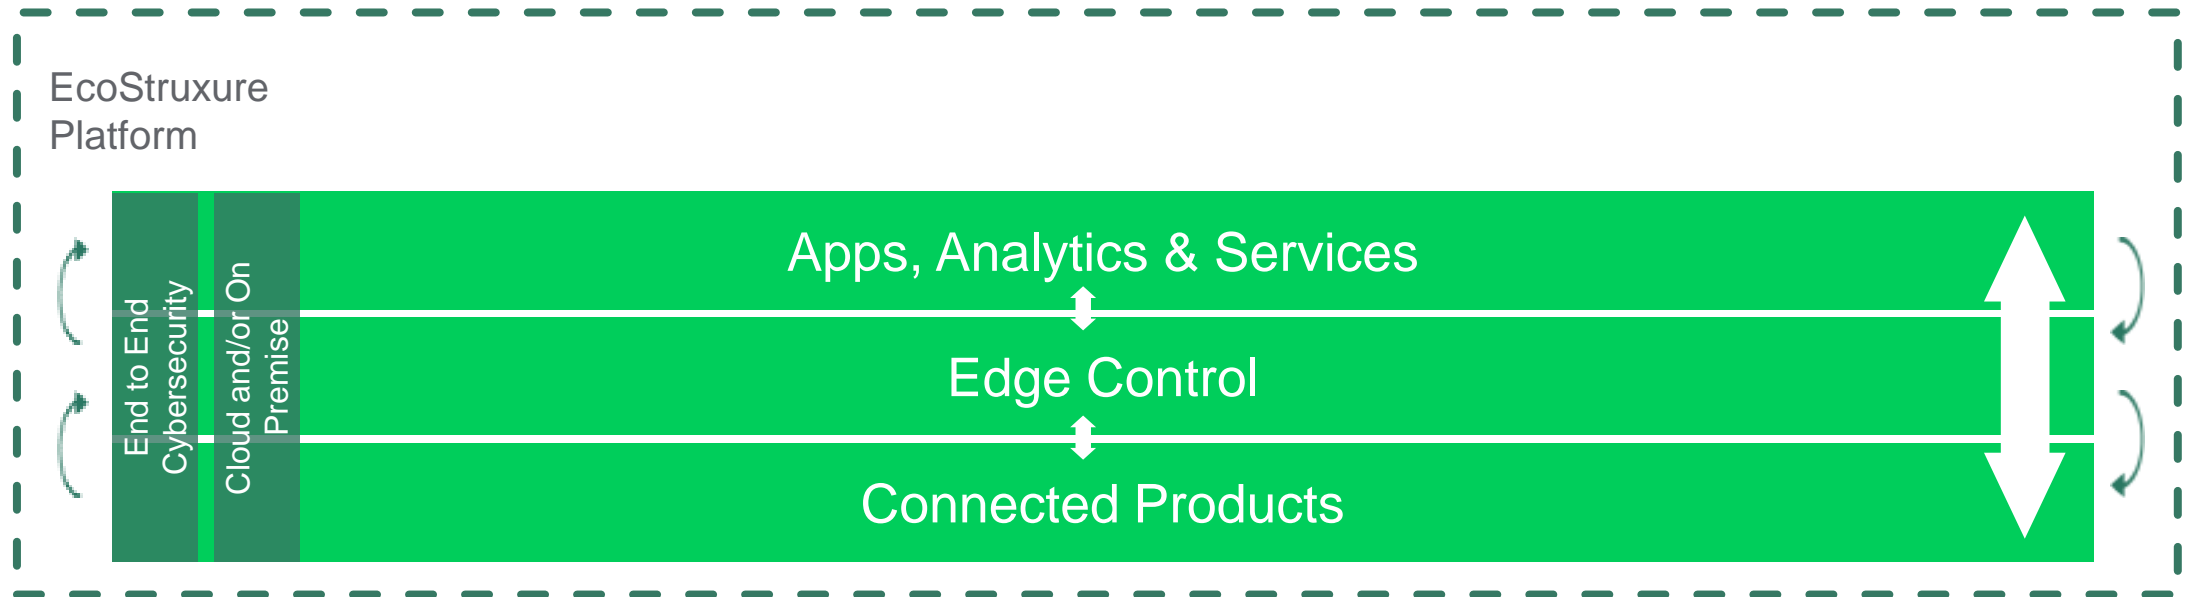 EcoStruxure
Platform
End to End
Cybersecurity
Cloud and/or On
Premise
Apps, Analytics & Services
Edge Control
Connected Products